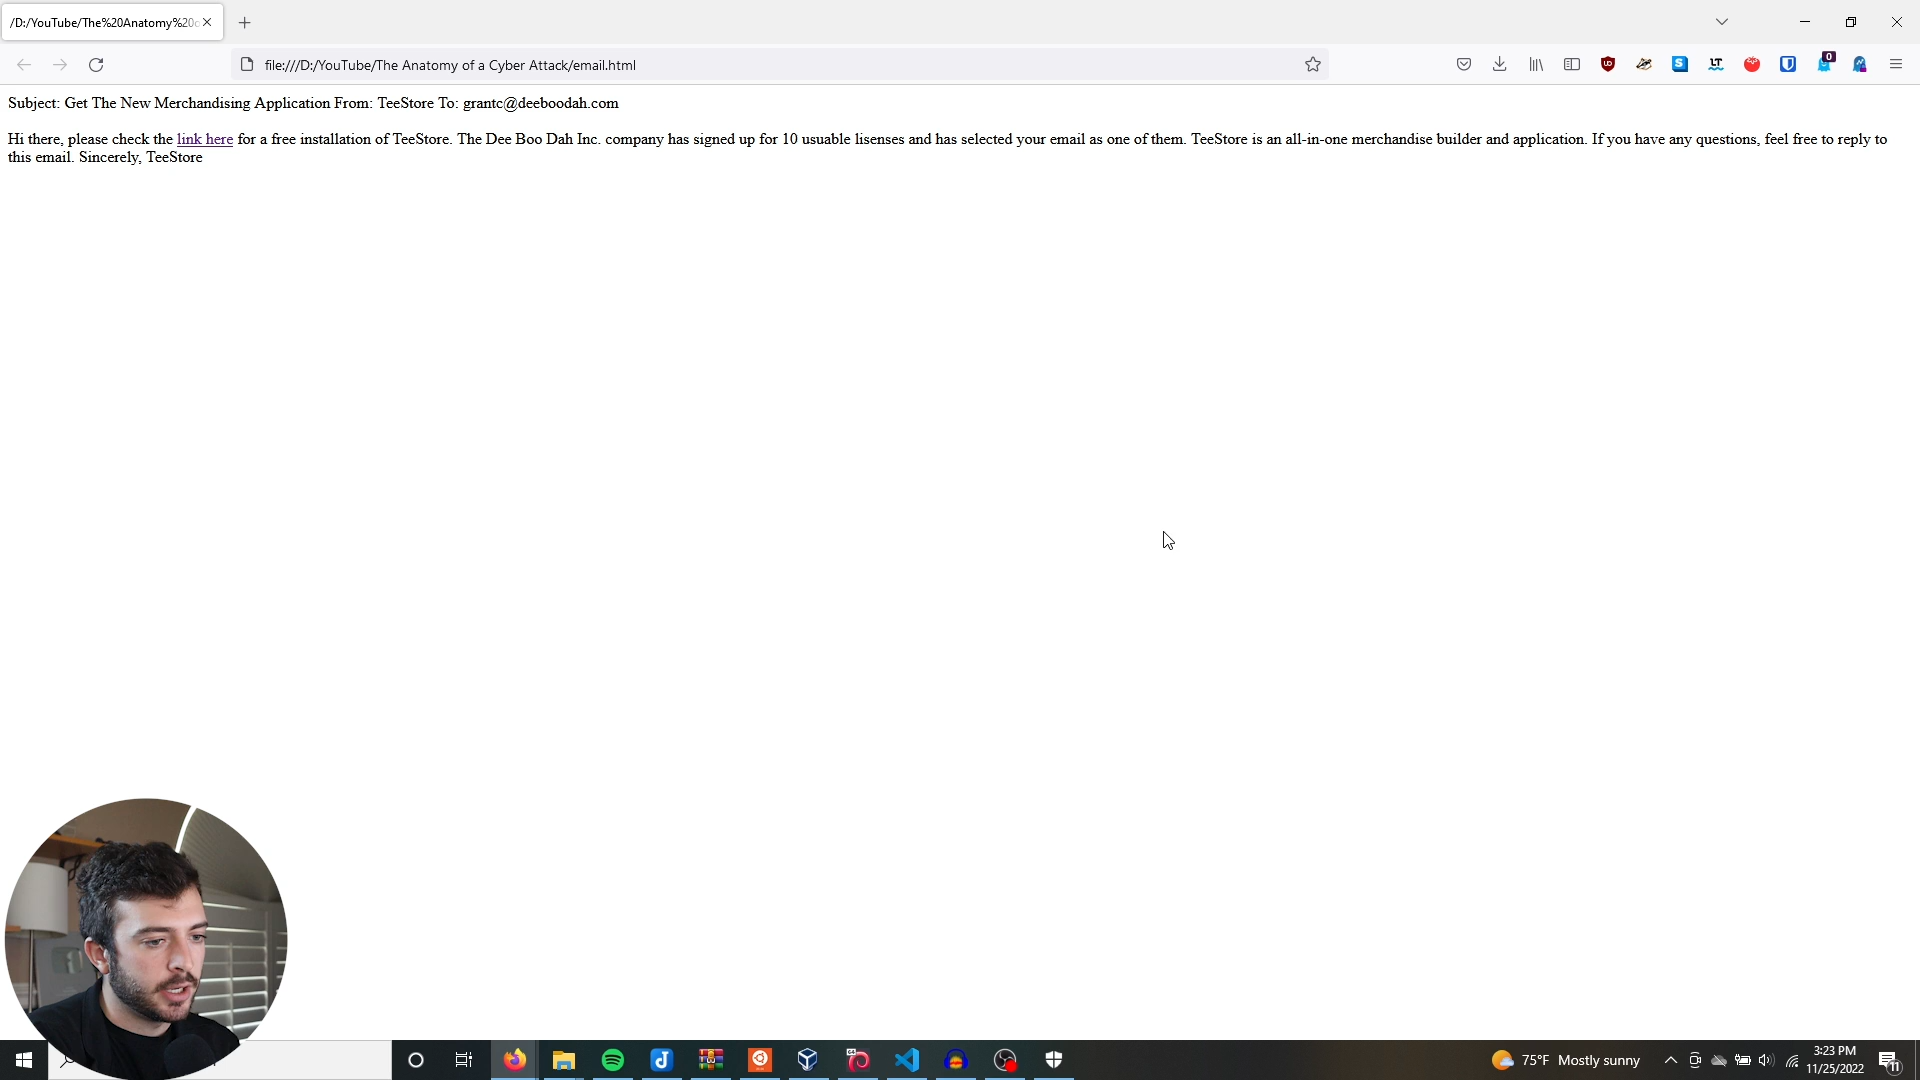 /D:/YouTube/The%20Anatomy%20
file:///D:/YouTube/The Anatomy of a Cyber Attack/email.html
0
Subject: Get The New Merchandising Application From: TeeStore To: grantc@deeboodah.com
Hi there, please check the link here for a free installation of TeeStore. The Dee Boo Dah Inc. company has signed up for 10 usuable lisenses and has selected your email as one of them. TeeStore is an all-in-one merchandise builder and application. If you have any questions, feel free to reply to
this email. Sincerely, TeeStore
75°F Mostly sunny
3:23 PM
11/25/2022
11